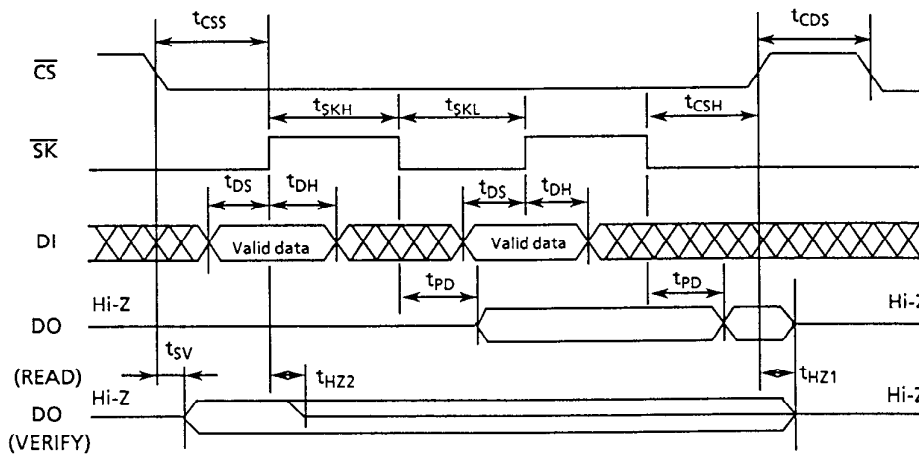 tCSS
tCDS
CS
tSKH
tSKL
tCSH
SK
tDS
tDH
tDS
tDH
DI
Valid data
Valid data
tPD
tPD
Hi-Z
Hi-Z
DO
(READ)
tSV
tHZ2
tHZ1
Hi-Z
Hi-Z
DO
(VERIFY)